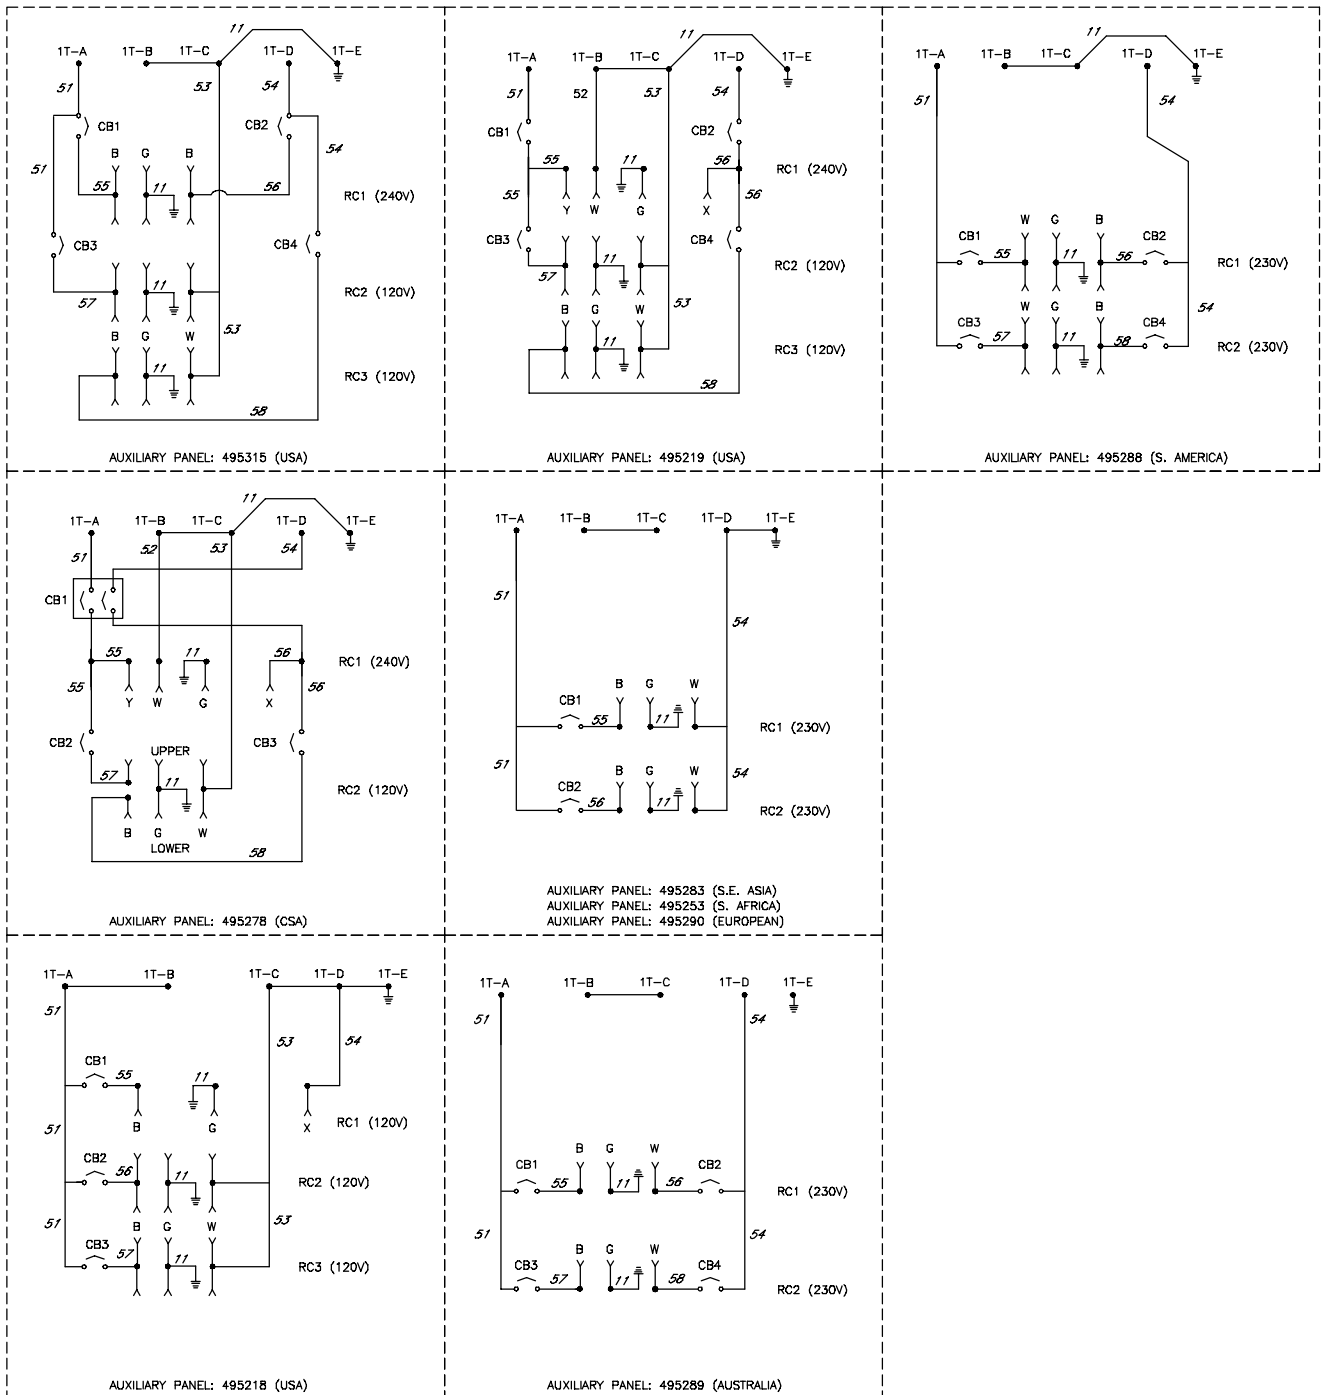 11
1T-A 1T-B 1T-C 1T-D 1T-E
51 53 54
CB1 CB2
54
B G B
51
55 11 56 RC1 (240V)
CB3 CB4
11 RC2 (120V)
57
53
B G W
11 RC3 (120V)
58
AUXILIARY PANEL: 495315 (USA)
11
1T-A 1T-B 1T-C 1T-D 1T-E
51 52 53 54
CB1 CB2
55 11 56 RC1 (240V)
55 56
Y W G X
CB3 CB4
11 RC2 (120V)
57
53
B G W
11 RC3 (120V)
58
AUXILIARY PANEL: 495219 (USA)
11
1T-A 1T-B 1T-C 1T-D 1T-E
51 54
W G B
CB1 CB2
55 11 56 RC1 (230V)
W G B 54
CB3 CB4
57 11 58 RC2 (230V)
AUXILIARY PANEL: 495288 (S. AMERICA)
11
1T-A 1T-B 1T-C 1T-D 1T-E
51 52 53 54
CB1
55 11 56 RC1 (240V)
55 56
Y W G X
CB2 CB3
UPPER
57 11 RC2 (120V)
B G W
LOWER
58
AUXILIARY PANEL: 495278 (CSA)
1T-A 1T-B 1T-C 1T-D 1T-E
51
54
B G W
CB1
55 11 RC1 (230V)
51 B G W 54
CB2
56 11 RC2 (230V)
AUXILIARY PANEL: 495283 (S.E. ASIA)
AUXILIARY PANEL: 495253 (S. AFRICA)
AUXILIARY PANEL: 495290 (EUROPEAN)
1T-A 1T-B 1T-C 1T-D 1T-E
51
53 54
CB1
55 11
RC1 (120V)
51 B G X
CB2
56 11 RC2 (120V)
51 B G W 53
CB3
57 11 RC3 (120V)
AUXILIARY PANEL: 495218 (USA)
1T-A 1T-B 1T-C 1T-D 1T-E
51 54
B G W
CB1 CB2
55 11 56 RC1 (230V)
51 54
B G W
CB3 CB4
57 11 58 RC2 (230V)
AUXILIARY PANEL: 495289 (AUSTRALIA)